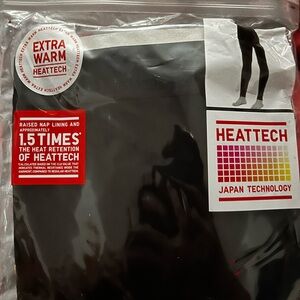 EXTRA
WARM
HEATTECH
RAISED NAP LINING AND
APPROXIMATELY
1.5 TIMES*
THE HEAT RETENTION
OF HEATTECH
HEATTECH
JAPAN TECHNOLOGY